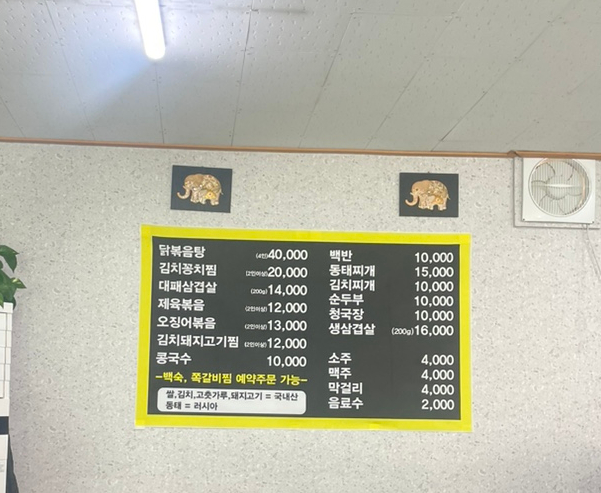 닭볶음탕 (4인)40,000
김치꽁치찜 (2인이상)20,000
대패삼겹살 (200g)14,000
제육볶음 (2인이상)12,000
오징어볶음 (2인이상)13,000
김치돼지고기찜 (2인이상)12,000
콩국수 10,000
-백숙, 쪽갈비찜 예약주문 가능-
쌀,김치,고춧가루,돼지고기 = 국내산
동태 = 러시아
백반 10,000
동태찌개 15,000
김치찌개 10,000
순두부 10,000
청국장 10,000
생삼겹살 (200g)16,000
소주 4,000
맥주 4,000
막걸리 4,000
음료수 2,000